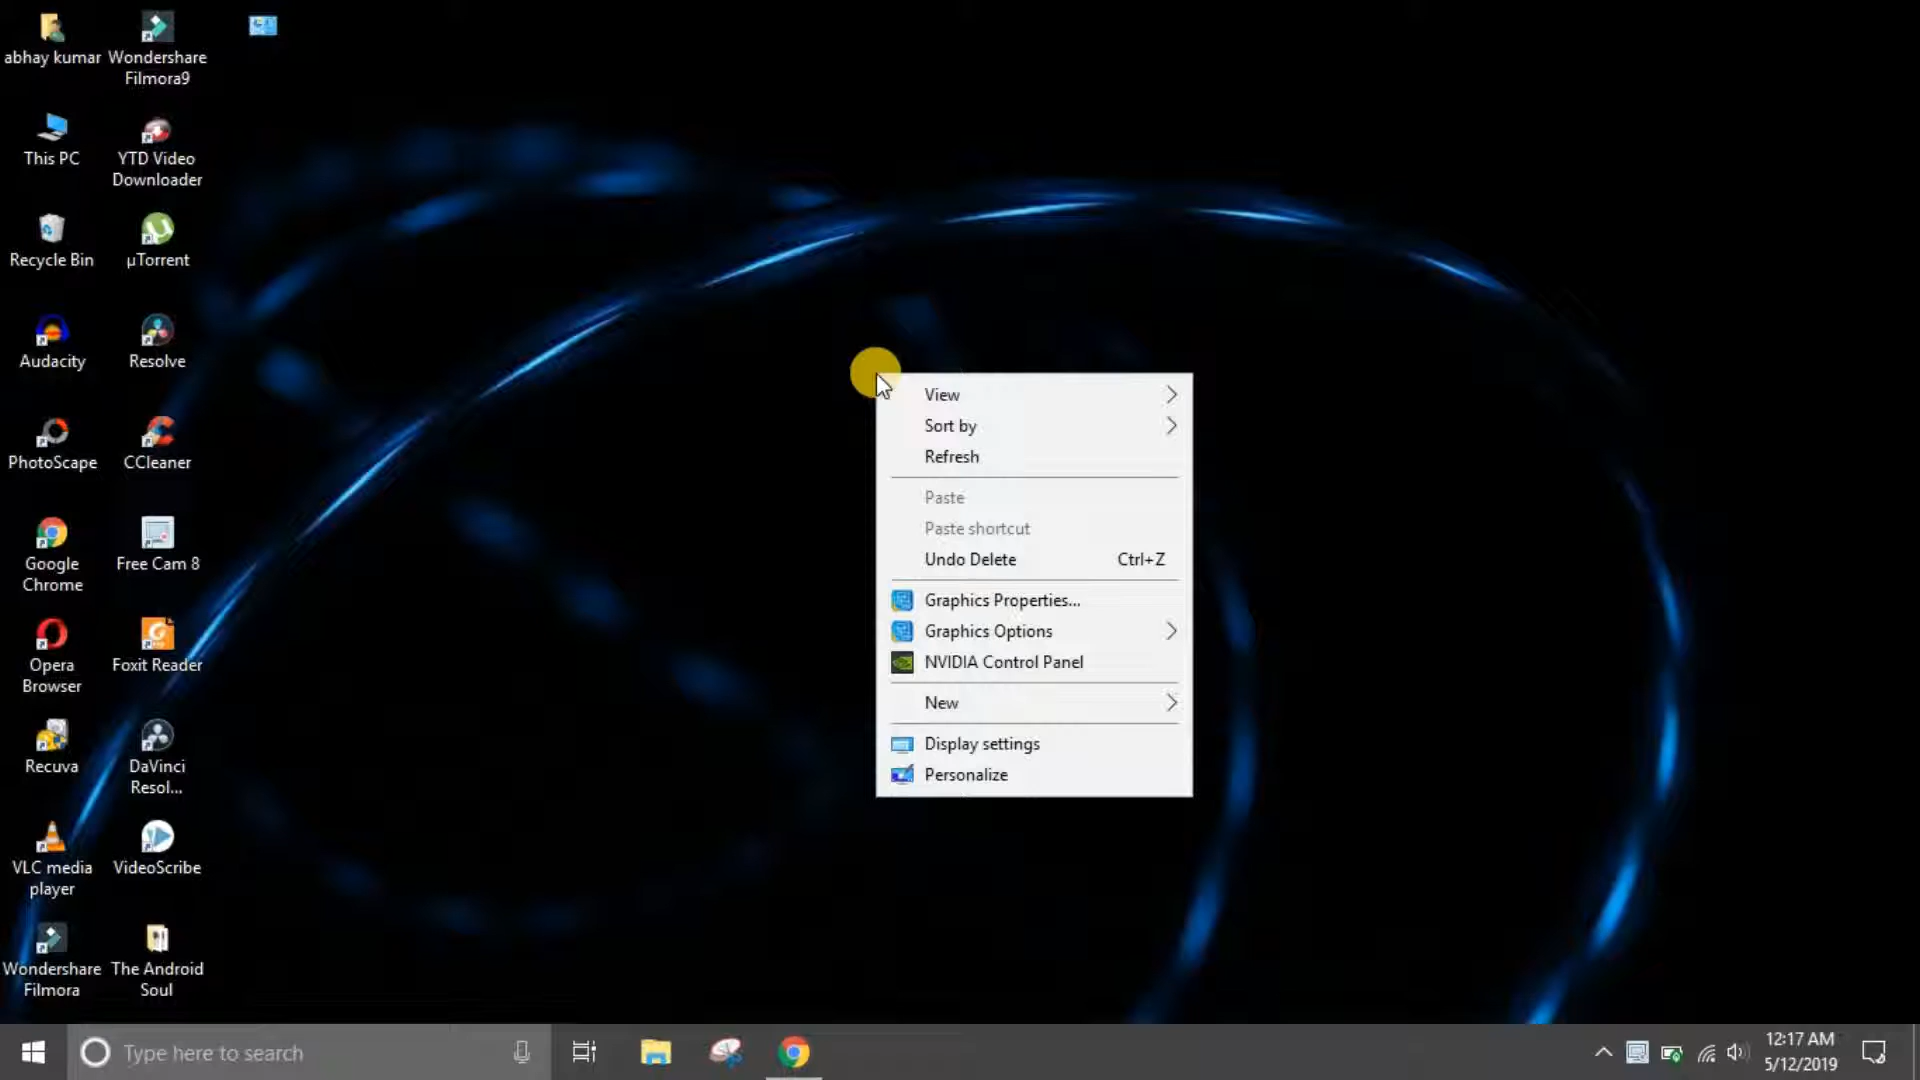 abhay kumar
Wondershare
Filmora9
This PC
YTD Video
Downloader
Recycle Bin
µTorrent
Audacity
Resolve
PhotoScape
CCleaner
Google
Chrome
Free Cam 8
Opera
Browser
Foxit Reader
Recuva
DaVinci
Resol...
VLC media
player
VideoScribe
Wondershare
Filmora
The Android
Soul
View
Sort by
Refresh
Paste
Paste shortcut
Undo Delete Ctrl+Z
Graphics Properties...
Graphics Options
NVIDIA Control Panel
New
Display settings
Personalize
Type here to search
12:17 AM
5/12/2019